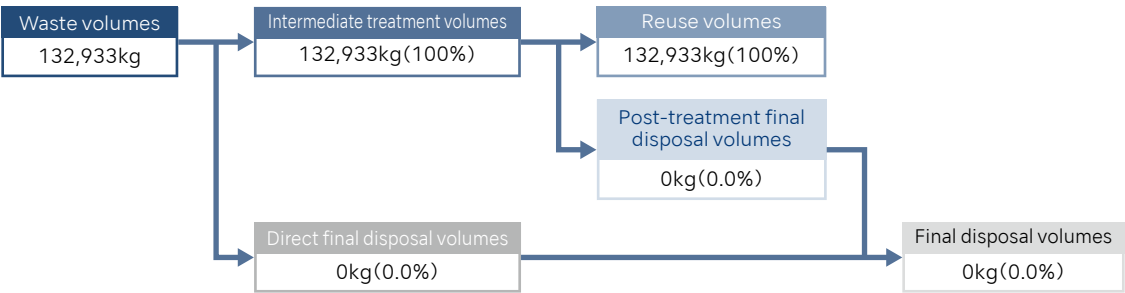 Waste volumes
132,933kg
Intermediate treatment volumes
132,933kg(100%)
Reuse volumes
132,933kg(100%)
Post-treatment final
disposal volumes
0kg(0.0%)
Direct final disposal volumes
0kg(0.0%)
Final disposal volumes
0kg(0.0%)